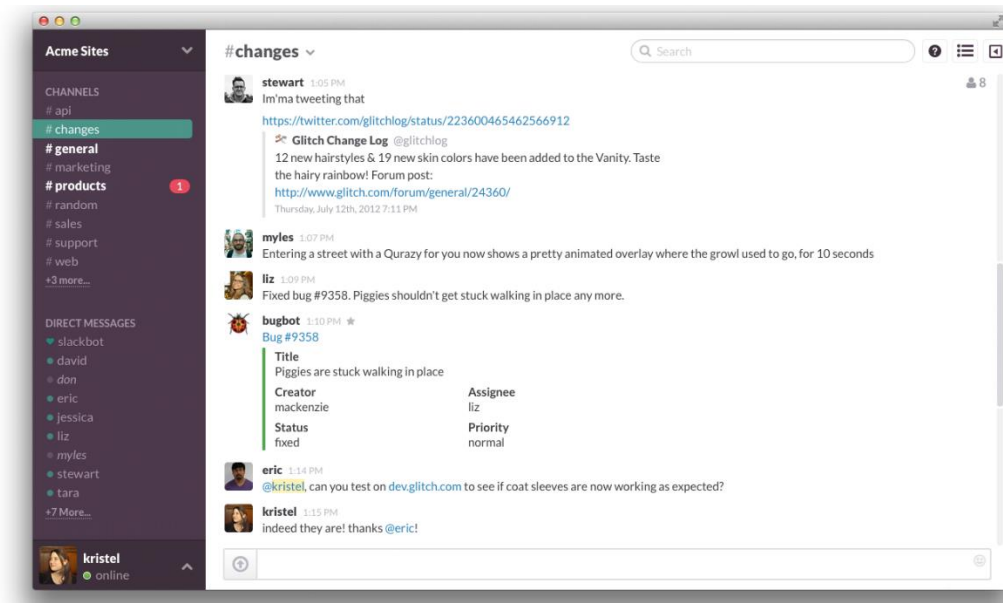 Acme Sites
CHANNELS
# api
# changes
# general
# marketing
# products 1
# random
# sales
# support
# web
+3 more...
DIRECT MESSAGES
slackbot
david
don
eric
jessica
liz
myles
stewart
tara
+7 More...
kristel
online
#changes
Search
8
stewart 1:05 PM
Im'ma tweeting that
https://twitter.com/glitchlog/status/223600465462566912
Glitch Change Log @glitchlog
12 new hairstyles & 19 new skin colors have been added to the Vanity. Taste
the hairy rainbow! Forum post:
http://www.glitch.com/forum/general/24360/
Thursday, July 12th, 2012 7:11 PM
myles 1:07 PM
Entering a street with a Qurazy for you now shows a pretty animated overlay where the growl used to go, for 10 seconds
liz 1:09 PM
Fixed bug #9358. Piggies shouldn't get stuck walking in place any more.
bugbot 1:10 PM
Bug #9358
Title
Piggies are stuck walking in place
Creator Assignee
mackenzie liz
Status Priority
fixed normal
eric 1:14 PM
@kristel, can you test on dev.glitch.com to see if coat sleeves are now working as expected?
kristel 1:15 PM
indeed they are! thanks @eric!